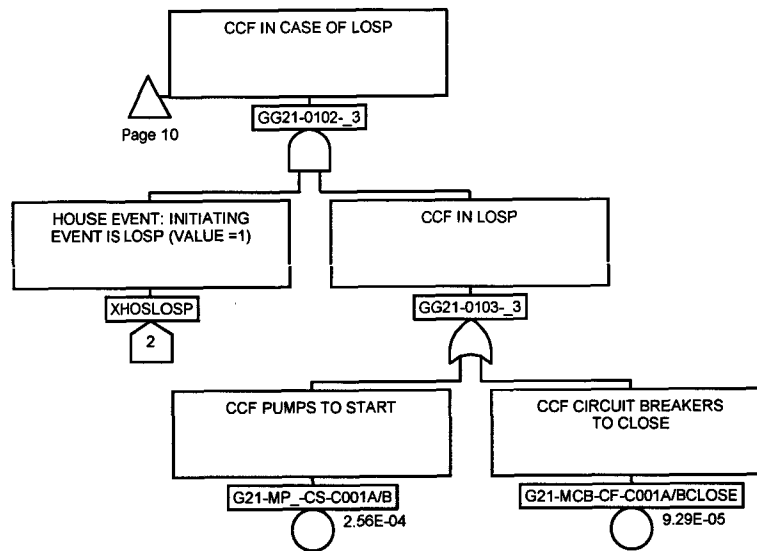 CCF IN CASE OF LOSP
Page 10
GG21-0102-_3
HOUSE EVENT: INITIATING
EVENT IS LOSP (VALUE =1)
CCF IN LOSP
XHOSLOSP
GG21-0103-_3
2
CCF PUMPS TO START
CCF CIRCUIT BREAKERS
TO CLOSE
G21-MP_-CS-C001A/B
G21-MCB-CF-C001A/BCLOSE
2.56E-04
9.29E-05